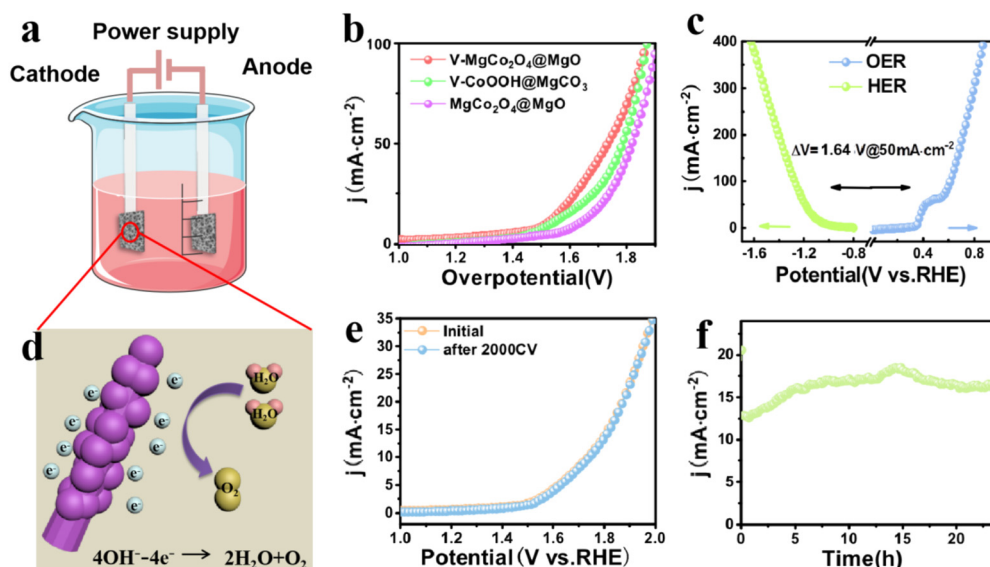 a
Power supply
Cathode
Anode
b
100
50
0
j (mA·cm⁻²)
V-MgCo₂O₄@MgO
V-CoOOH@MgCO₃
MgCo₂O₄@MgO
1.0 1.2 1.4 1.6 1.8
Overpotential(V)
c
400
300
200
100
0
j (mA·cm⁻²)
OER
HER
ΔV= 1.64 V@50mA·cm⁻²
-1.6 -1.2 -0.8 0.4 0.8
Potential(V vs.RHE)
d
e⁻
e⁻
e⁻
e⁻
e⁻
e⁻
e⁻
e⁻
e⁻
H₂O
H₂O
O₂
4OH⁻-4e⁻ → 2H₂O+O₂
e
35
30
25
20
15
10
5
0
j (mA·cm⁻²)
Initial
after 2000CV
1.0 1.2 1.4 1.6 1.8 2.0
Potential(V vs.RHE)
f
25
20
15
10
5
0
j (mA·cm⁻²)
0 5 10 15 20
Time(h)